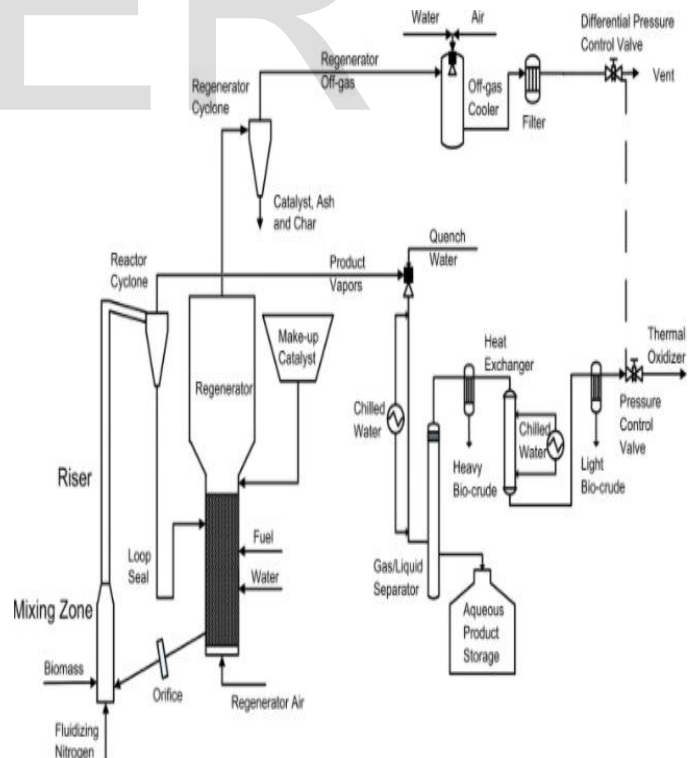 ER
Water
Air
Differential Pressure
Control Valve
Regenerator
Off-gas
Regenerator
Cyclone
Off-gas
Cooler
Filter
Vent
Catalyst, Ash
and Char
Quench
Water
Reactor
Cyclone
Product
Vapors
Make-up
Catalyst
Regenerator
Heat
Exchanger
Thermal
Oxidizer
Chilled
Water
Chilled
Water
Pressure
Control
Valve
Riser
Heavy
Bio-crude
Light
Bio-crude
Loop
Seal
Fuel
Water
Gas/Liquid
Separator
Mixing Zone
Aqueous
Product
Storage
Biomass
Orifice
Regenerator Air
Fluidizing
Nitrogen